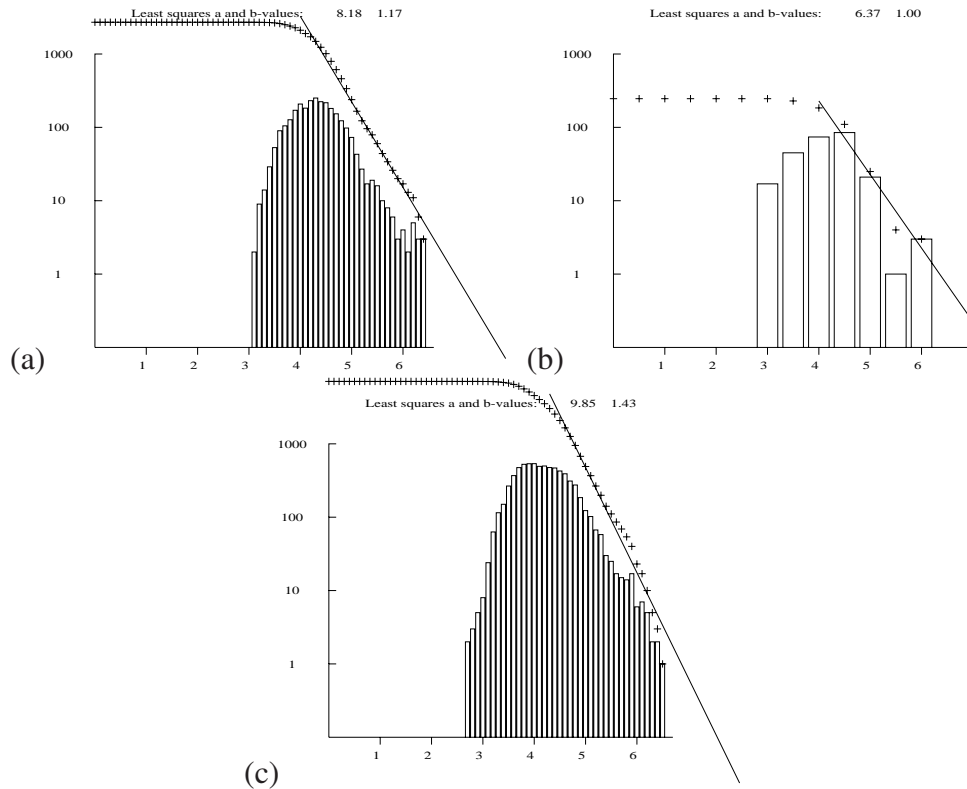 Least squares a and b-values: 8.18 1.17
1000
100
10
1
1 2 3 4 5 6
(a)
Least squares a and b-values: 6.37 1.00
1000
100
10
1
1 2 3 4 5 6
(b)
Least squares a and b-values: 9.85 1.43
1000
100
10
1
1 2 3 4 5 6
(c)